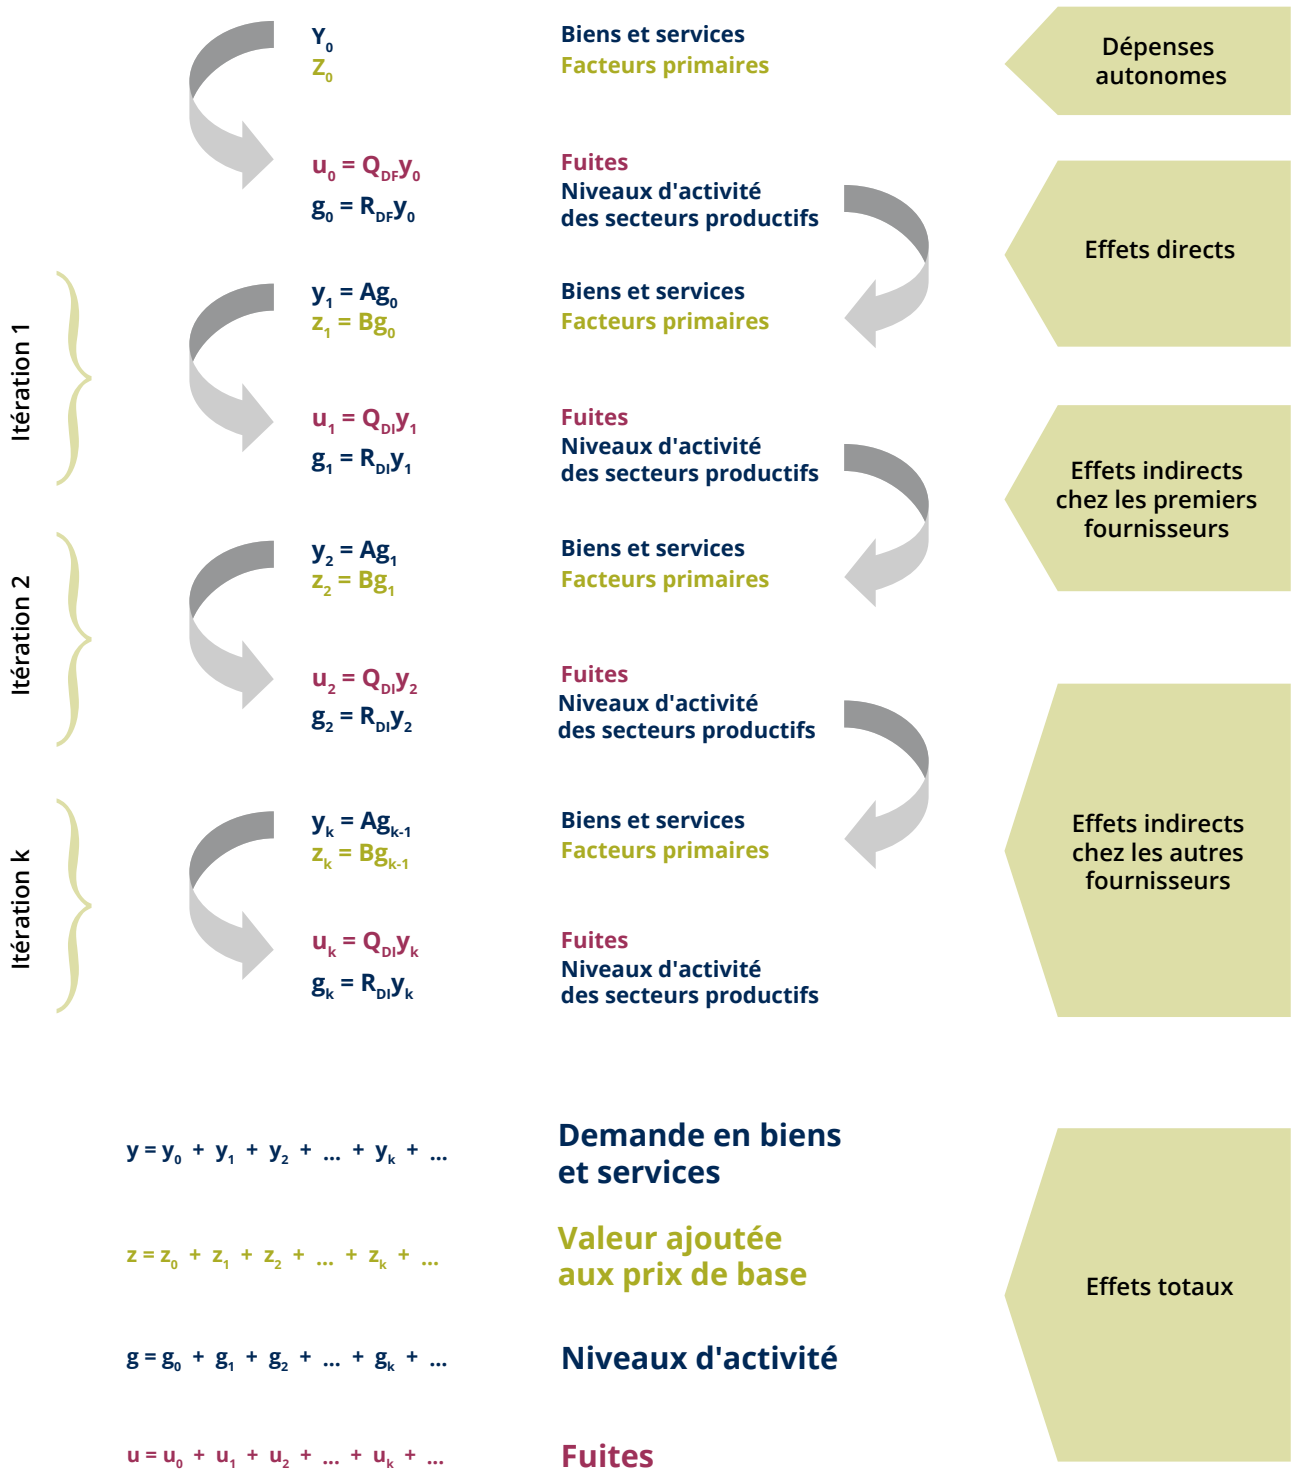 Y₀ Biens et services
Z₀ Facteurs primaires
Dépenses
autonomes
u₀ = Q_DF y₀ Fuites
g₀ = R_DF y₀ Niveaux d'activité
des secteurs productifs
Effets directs
Itération 1
y₁ = Ag₀ Biens et services
z₁ = Bg₀ Facteurs primaires
u₁ = Q_DI y₁ Fuites
g₁ = R_DI y₁ Niveaux d'activité
des secteurs productifs
Effets indirects
chez les premiers
fournisseurs
Itération 2
y₂ = Ag₁ Biens et services
z₂ = Bg₁ Facteurs primaires
u₂ = Q_DI y₂ Fuites
g₂ = R_DI y₂ Niveaux d'activité
des secteurs productifs
Itération k
y_k = Ag_k-1 Biens et services
z_k = Bg_k-1 Facteurs primaires
Effets indirects
chez les autres
fournisseurs
u_k = Q_DI y_k Fuites
g_k = R_DI y_k Niveaux d'activité
des secteurs productifs
y = y₀ + y₁ + y₂ + ... + y_k + ... Demande en biens
et services
z = z₀ + z₁ + z₂ + ... + z_k + ... Valeur ajoutée
aux prix de base
Effets totaux
g = g₀ + g₁ + g₂ + ... + g_k + ... Niveaux d'activité
u = u₀ + u₁ + u₂ + ... + u_k + ... Fuites